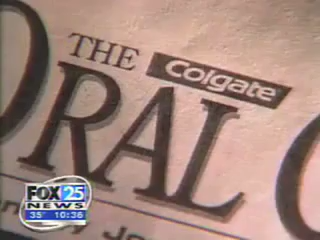 THE Colgate
ORAL
FOX 25
NEWS
35° 10:36